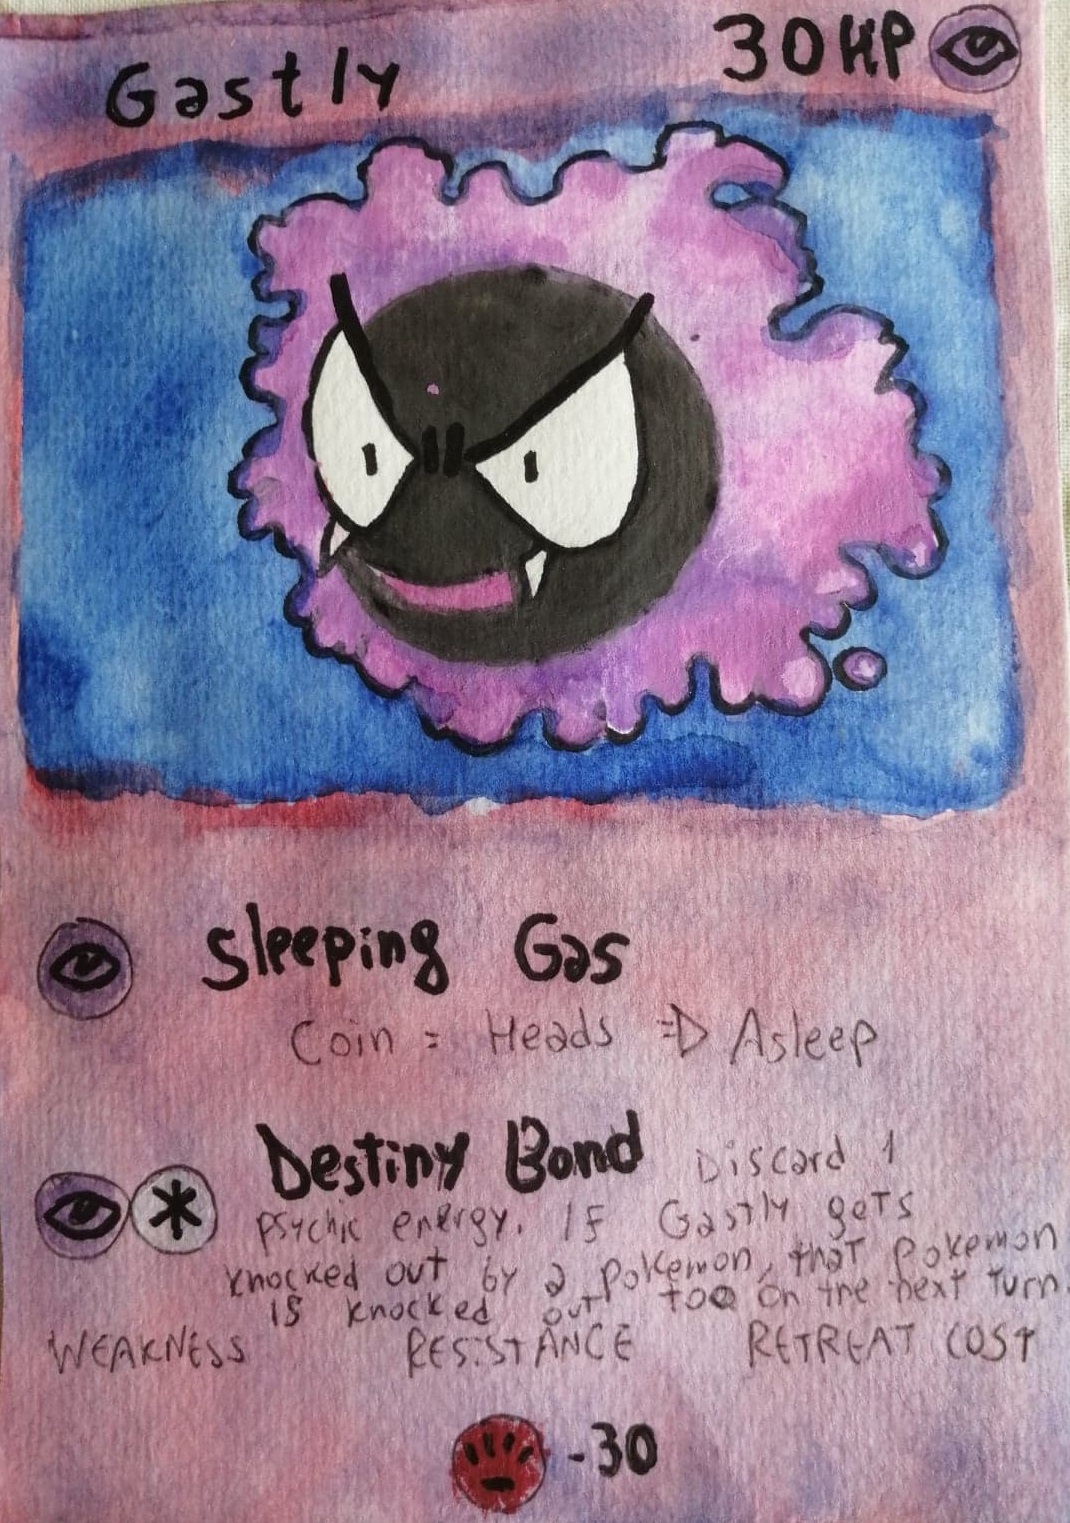 Gastly 30HP
Sleeping Gas
Coin = Heads => Asleep
Destiny Bond Discard 1
Psychic energy. If Gastly gets
knocked out by a pokemon, that pokemon
is knocked out too on the next turn.
WEAKNESS RESISTANCE RETREAT COST
-30